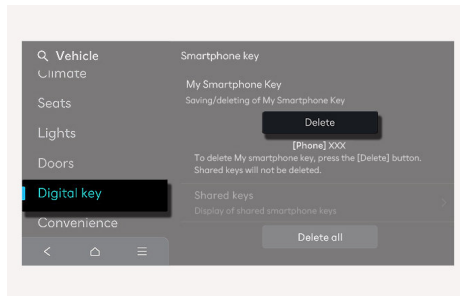 Vehicle
Climate
Seats
Lights
Doors
Digital key
Convenience
Smartphone key
My Smartphone Key
Saving/deleting of My Smartphone Key
Delete
[Phone] XXX
To delete My smartphone key, press the [Delete] button.
Shared keys will not be deleted.
Shared keys
Display of shared smartphone keys
Delete all